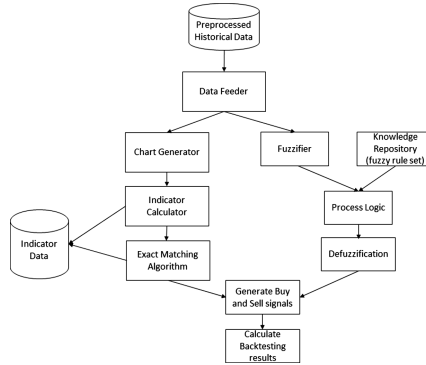 Preprocessed
Historical Data
Data Feeder
Chart Generator
Fuzzifier
Knowledge
Repository
(fuzzy rule set)
Indicator
Calculator
Process Logic
Indicator
Data
Exact Matching
Algorithm
Defuzzification
Generate Buy
and Sell signals
Calculate
Backtesting
results